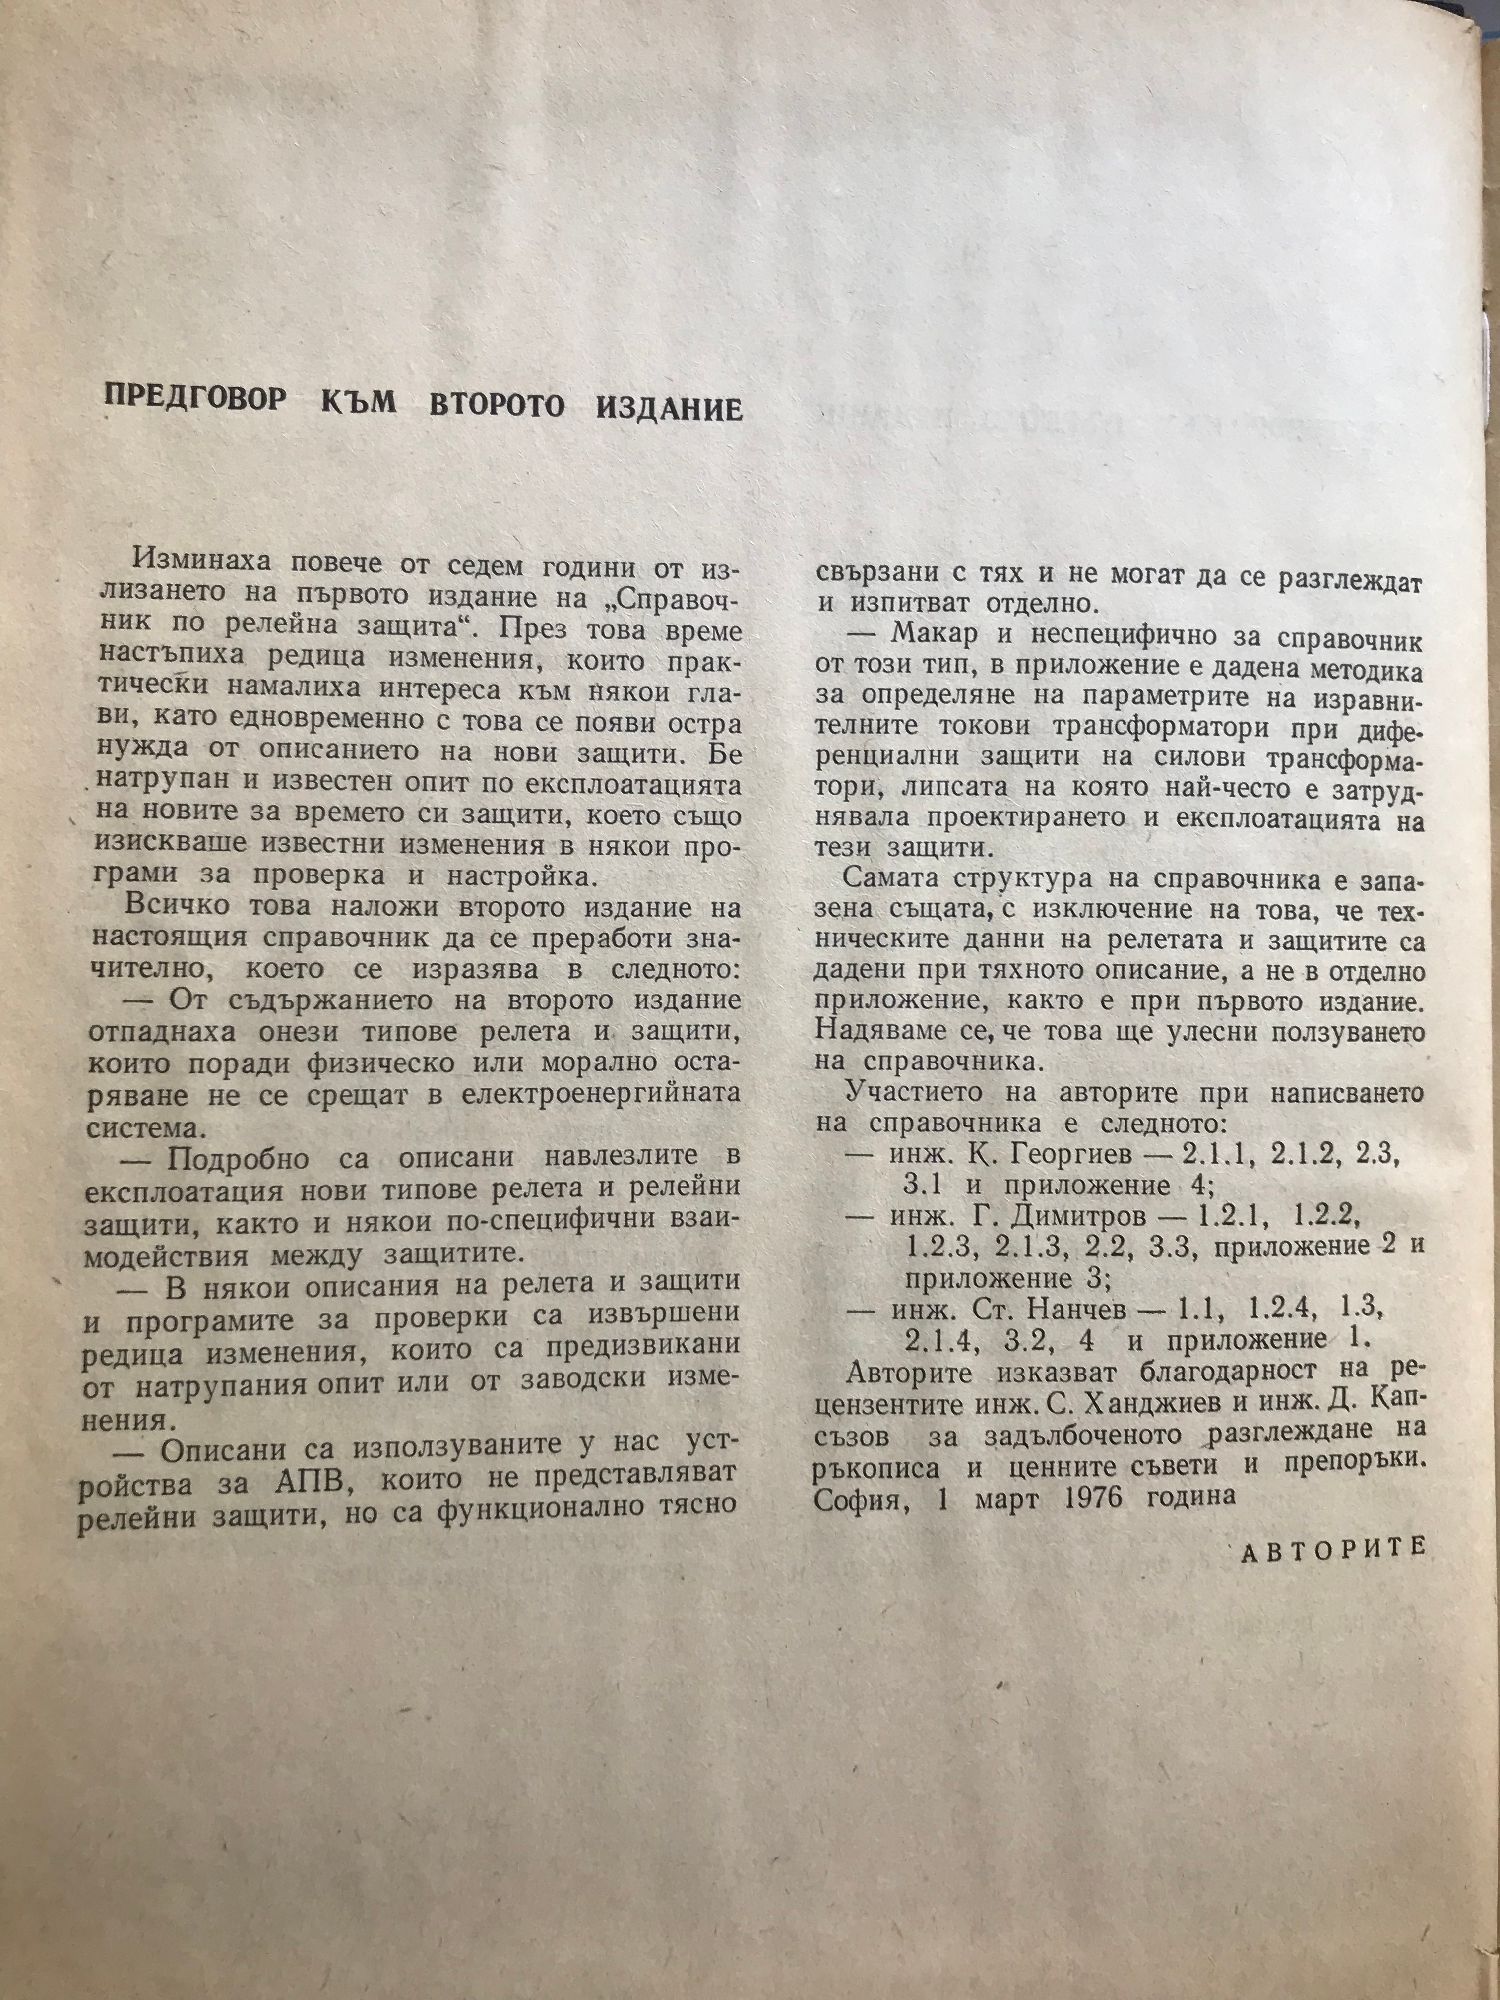 ПРЕДГОВОР КЪМ ВТОРОТО ИЗДАНИЕ
Изминаха повече от седем години от из-
лизането на първото издание на „Справоч-
ник по релейна защита“. През това време
настъпиха редица изменения, които прак-
тически намалиха интереса към някои гла-
ви, като едновременно с това се появи остра
нужда от описанието на нови защити. Бе
натрупан и известен опит по експлоатацията
на новите за времето си защити, което също
изискваше известни изменения в някои про-
грами за проверка и настройка.
Всичко това наложи второто издание на
настоящия справочник да се преработи зна-
чително, което се изразява в следното:
— От съдържанието на второто издание
отпаднаха онези типове релета и защити,
които поради физическо или морално оста-
ряване не се срещат в електроенергийната
система.
— Подробно са описани навлезлите в
експлоатация нови типове релета и релейни
защити, както и някои по-специфични взаи-
модействия между защитите.
— В някои описания на релета и защити
и програмите за проверки са извършени
редица изменения, които са предизвикани
от натрупания опит или от заводски изме-
нения.
— Описани са използуваните у нас уст-
ройства за АПВ, които не представляват
релейни защити, но са функционално тясно
свързани с тях и не могат да се разглеждат
и изпитват отделно.
— Макар и неспецифично за справочник
от този тип, в приложение е дадена методика
за определяне на параметрите на изравни-
телните токови трансформатори при дифе-
ренциални защити на силови трансформа-
тори, липсата на която най-често е затруд-
нявала проектирането и експлоатацията на
тези защити.
Самата структура на справочника е запа-
зена същата, с изключение на това, че тех-
ническите данни на релетата и защитите са
дадени при тяхното описание, а не в отделно
приложение, както е при първото издание.
Надяваме се, че това ще улесни ползуването
на справочника.
Участието на авторите при написването
на справочника е следното:
— инж. К. Георгиев — 2.1.1, 2.1.2, 2.3,
3.1 и приложение 4;
— инж. Г. Димитров — 1.2.1, 1.2.2,
1.2.3, 2.1.3, 2.2, 3.3, приложение 2 и
приложение 3;
— инж. Ст. Нанчев — 1.1, 1.2.4, 1.3,
2.1.4, 3.2, 4 и приложение 1.
Авторите изказват благодарност на ре-
цензентите инж. С. Ханджиев и инж. Д. Кап-
съзов за задълбоченото разглеждане на
ръкописа и ценните съвети и препоръки.
София, 1 март 1976 година
АВТОРИТЕ